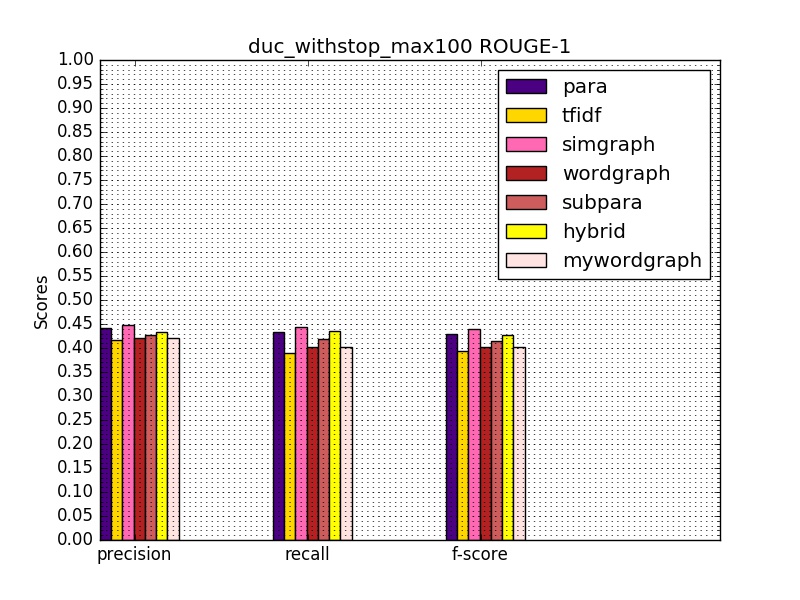 duc_withstop_max100 ROUGE-1
1.00
0.95
0.90
0.85
0.80
0.75
0.70
0.65
0.60
0.55
0.50
0.45
0.40
0.35
0.30
0.25
0.20
0.15
0.10
0.05
0.00
Scores
para
tfidf
simgraph
wordgraph
subpara
hybrid
mywordgraph
precision
recall
f-score